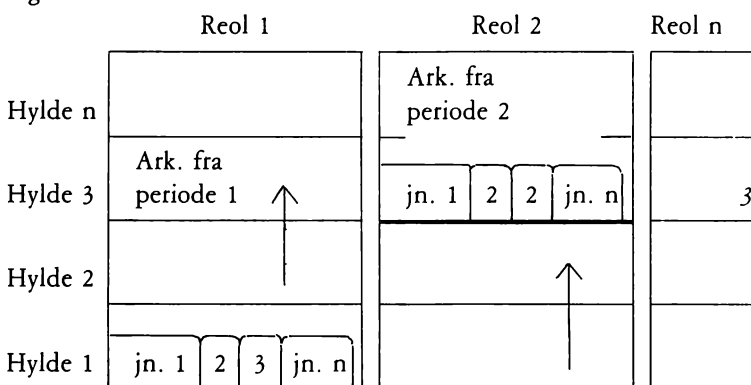 Reol 1 Reol 2 Reol n
Ark. fra
Hylde n periode 2
Ark. fra
Hylde 3 periode 1 jn. 1 2 2 jn. n 3
Hylde 2
Hylde 1 jn. 1 2 3 jn. n